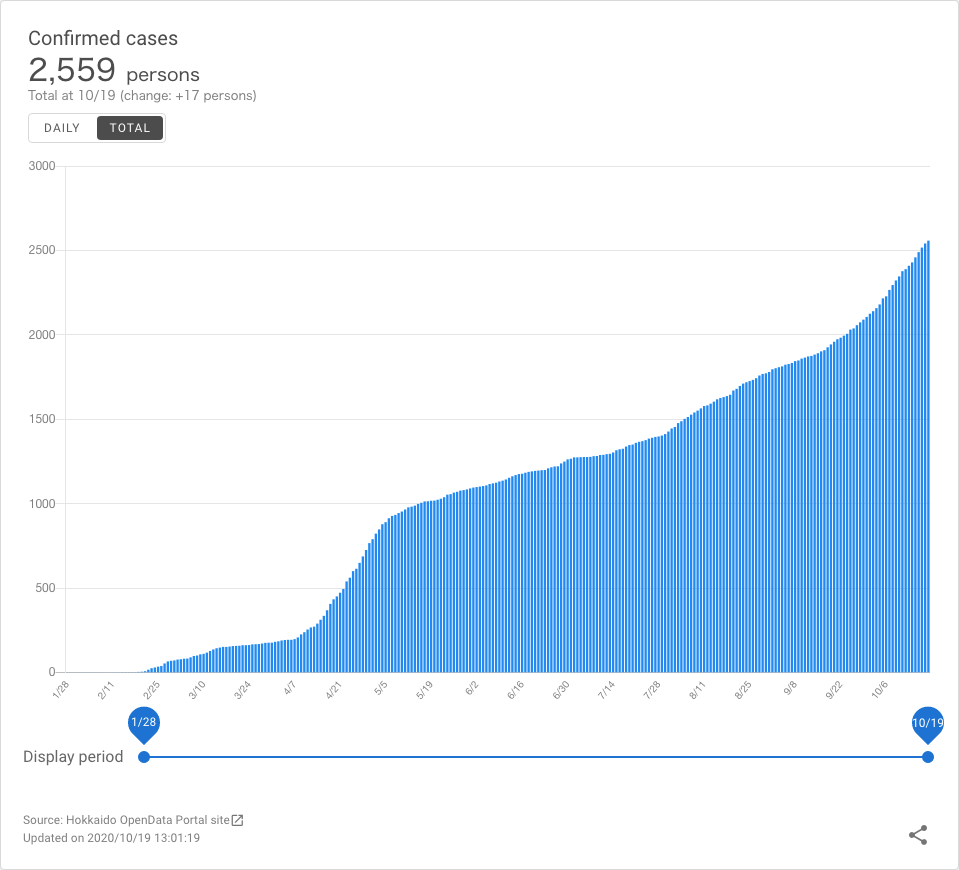 Confirmed cases
2,559 persons
Total at 10/19 (change: +17 persons)
DAILY TOTAL
3000
2500
2000
1500
1000
500
0
1/28 2/11 2/25 3/10 3/24 4/7 4/21 5/5 5/19 6/2 6/16 6/30 7/14 7/28 8/11 8/25 9/8 9/22 10/6
1/28 10/19
Display period
Source: Hokkaido OpenData Portal site
Updated on 2020/10/19 13:01:19